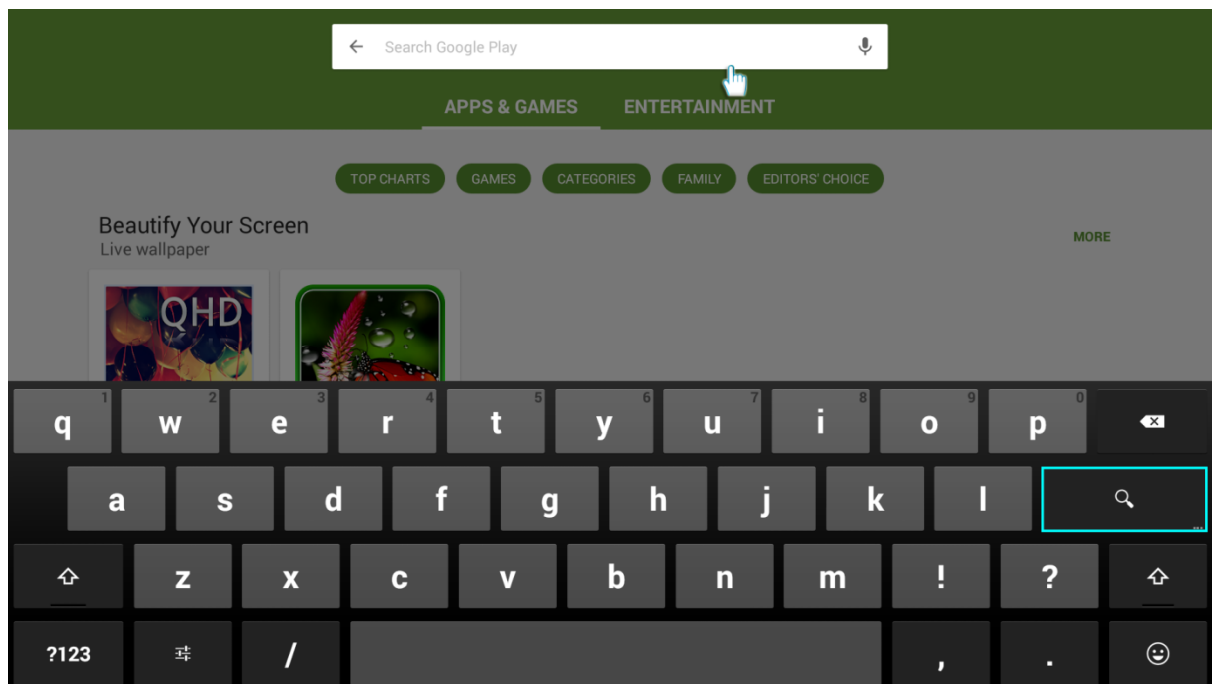 Search Google Play
APPS & GAMES ENTERTAINMENT
TOP CHARTS GAMES CATEGORIES FAMILY EDITORS' CHOICE
Beautify Your Screen
MORE
Live wallpaper
QHD
1 2 3 4 5 6 7 8 9 0
q w e r t y u i o p
a s d f g h j k l
...
z x c v b n m ! ?
?123 / , .